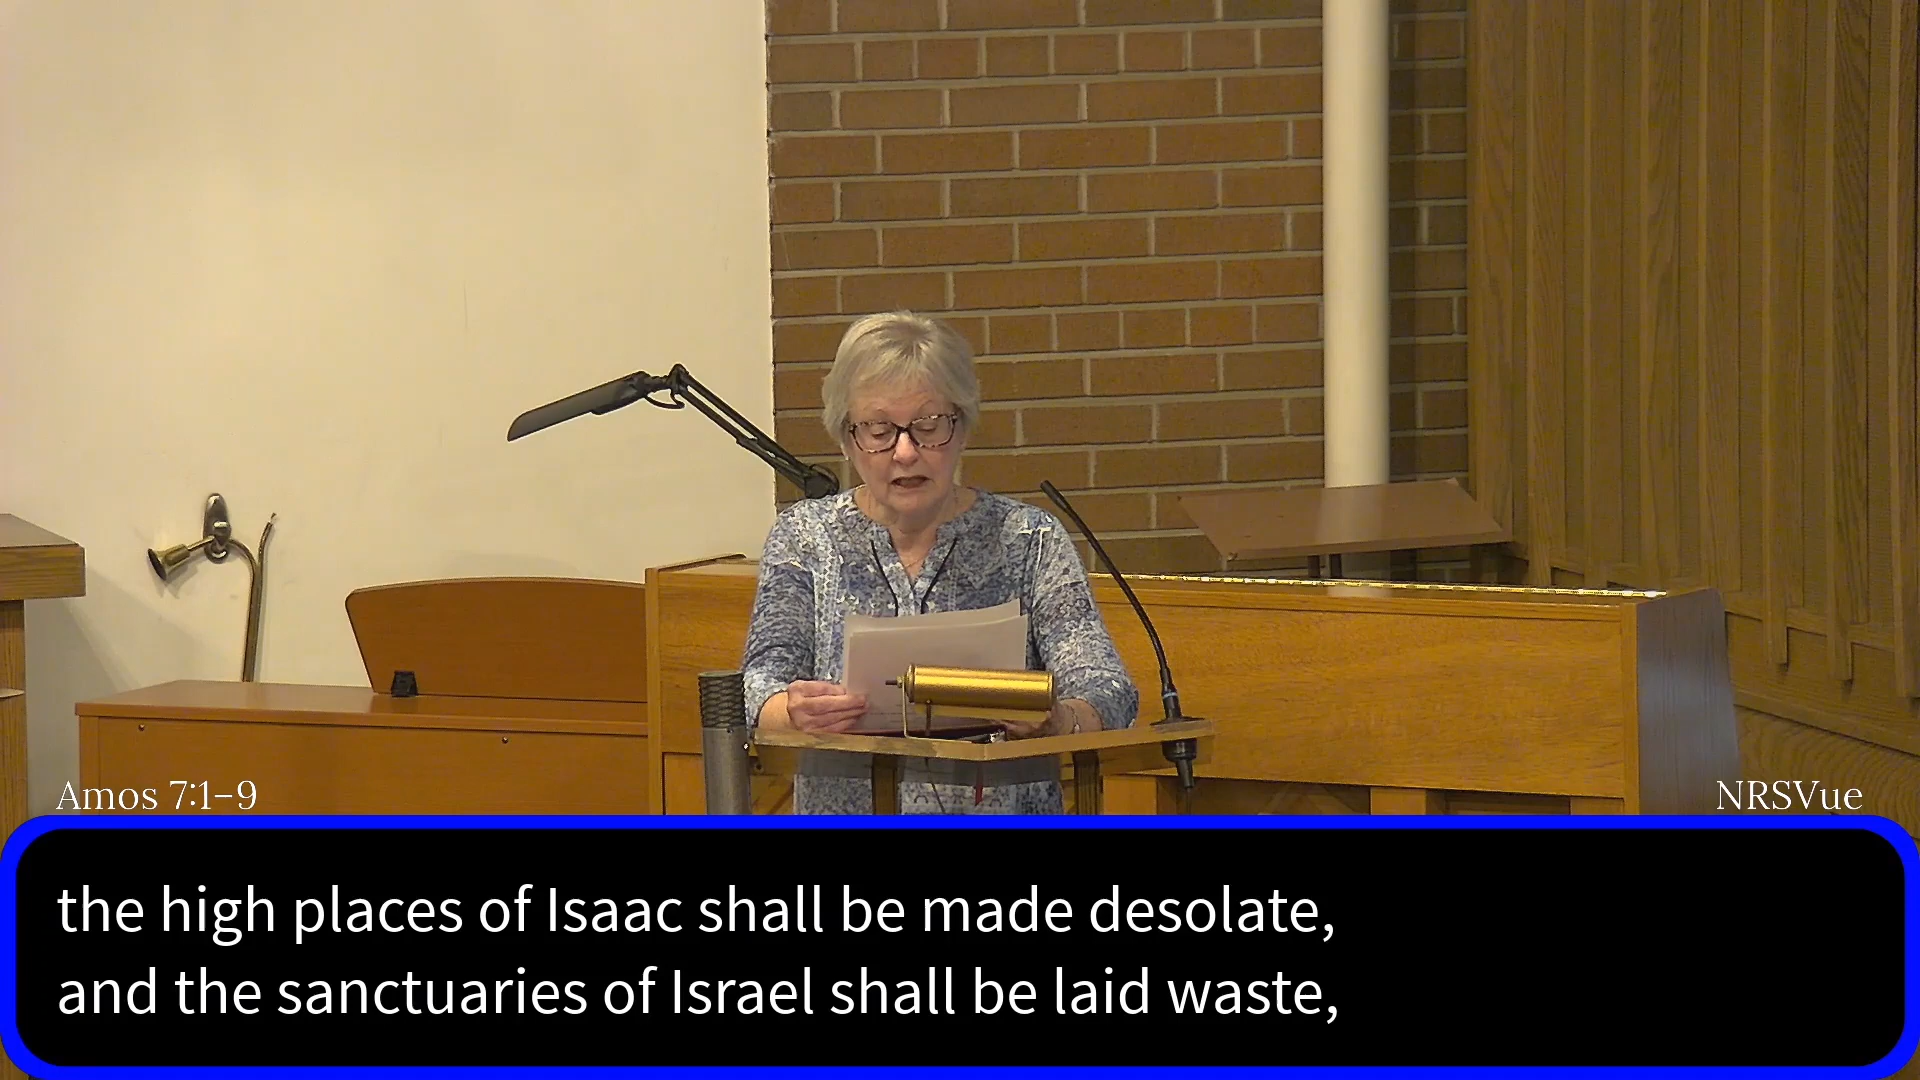 Amos 7:1–9
NRSVue
the high places of Isaac shall be made desolate,
and the sanctuaries of Israel shall be laid waste,